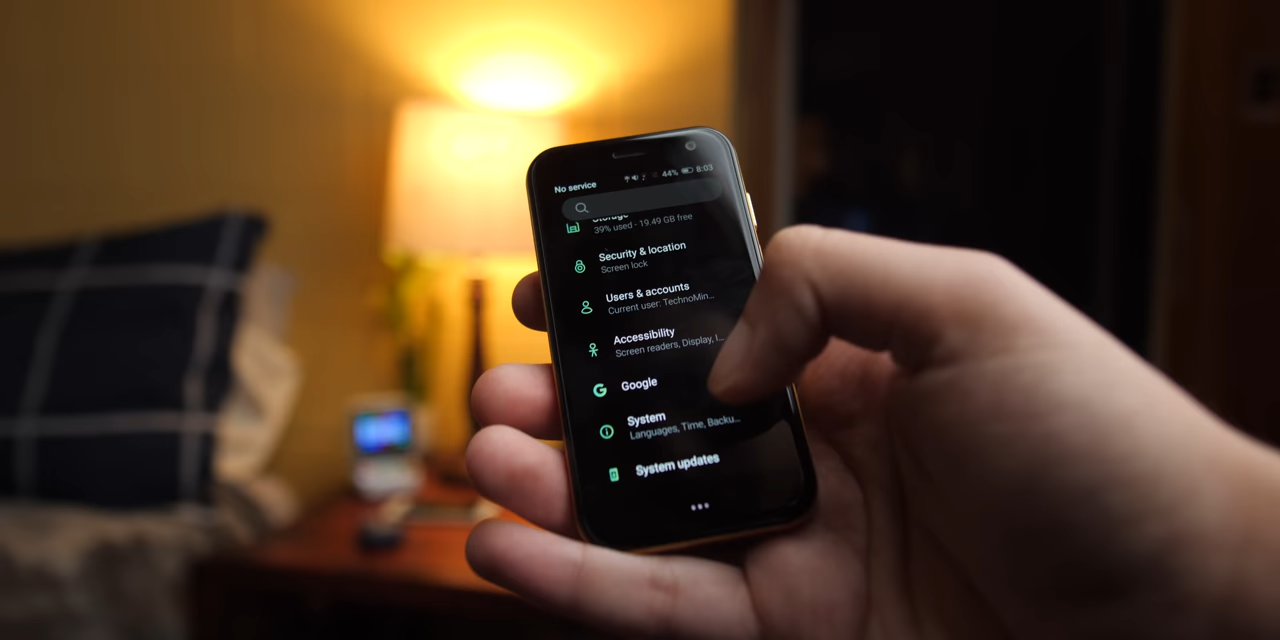 No service 44% 8:03
Storage
39% used - 19.49 GB free
Security & location
Screen lock
Users & accounts
Current user: TechnoMin...
Accessibility
Screen readers, Display, I...
Google
System
Languages, Time, Backu...
System updates